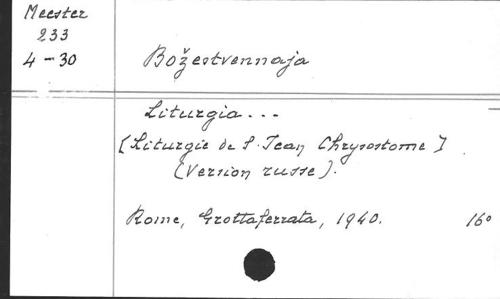 Meester
233
4-30
Božestvennaja
Liturgia...
[Liturgie de S. Jean Chrysostome]
(Version russe).
Rome, Grottaferrata, 1940. 16°